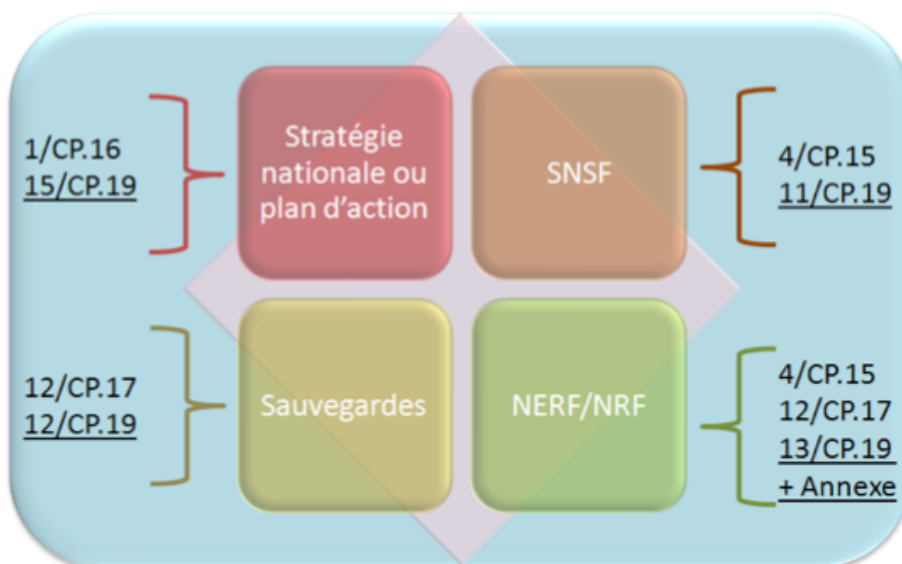 1/CP.16
15/CP.19
Stratégie
nationale ou
plan d'action
SNSF
4/CP.15
11/CP.19
12/CP.17
12/CP.19
Sauvegardes
NERF/NRF
4/CP.15
12/CP.17
13/CP.19
+ Annexe